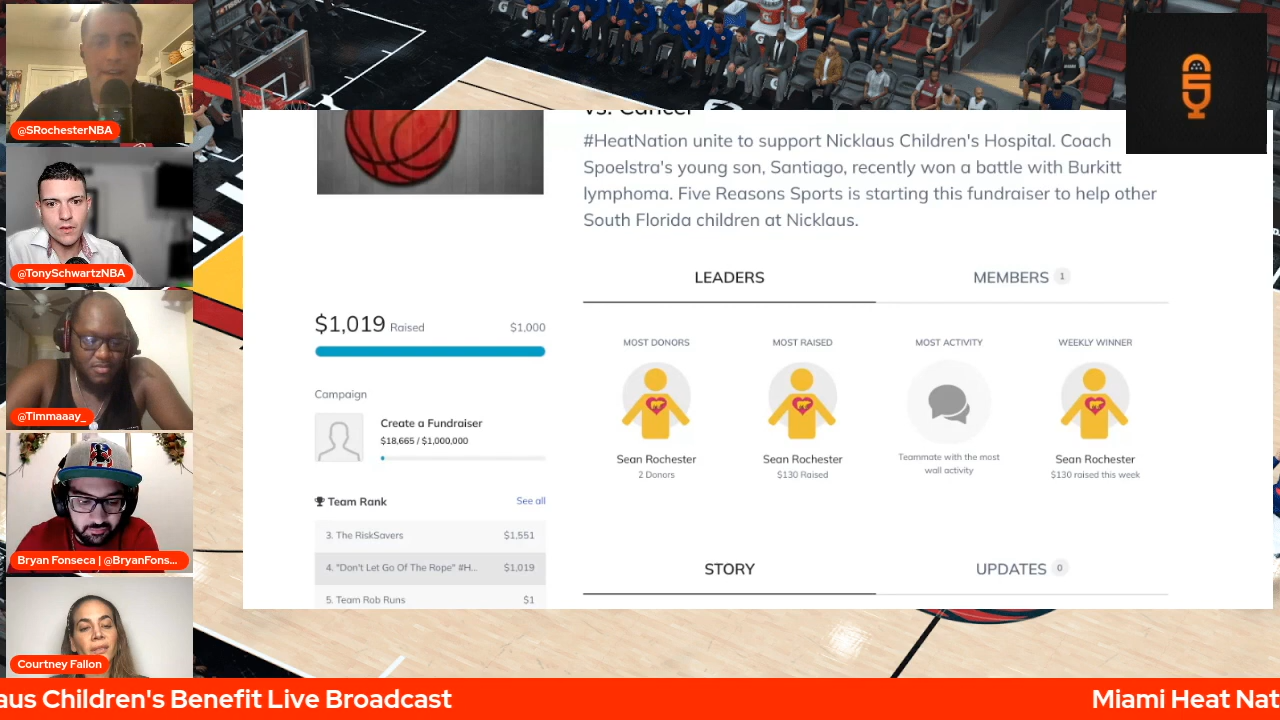 @SRochesterNBA
@TonySchwartzNBA
@Timmaaay_
Bryan Fonseca | @BryanFons...
Courtney Fallon
vs. Cancer
#HeatNation unite to support Nicklaus Children's Hospital. Coach
Spoelstra's young son, Santiago, recently won a battle with Burkitt
lymphoma. Five Reasons Sports is starting this fundraiser to help other
South Florida children at Nicklaus.
$1,019 Raised $1,000
Campaign
Create a Fundraiser
$18,665 / $1,000,000
Team Rank See all
3. The RiskSavers $1,551
4. "Don't Let Go Of The Rope" #H... $1,019
5. Team Rob Runs $1
LEADERS MEMBERS 1
MOST DONORS MOST RAISED MOST ACTIVITY WEEKLY WINNER
Sean Rochester
2 Donors
Sean Rochester
$130 Raised
Teammate with the most
wall activity
Sean Rochester
$130 raised this week
STORY UPDATES 0
aus Children's Benefit Live Broadcast Miami Heat Nat